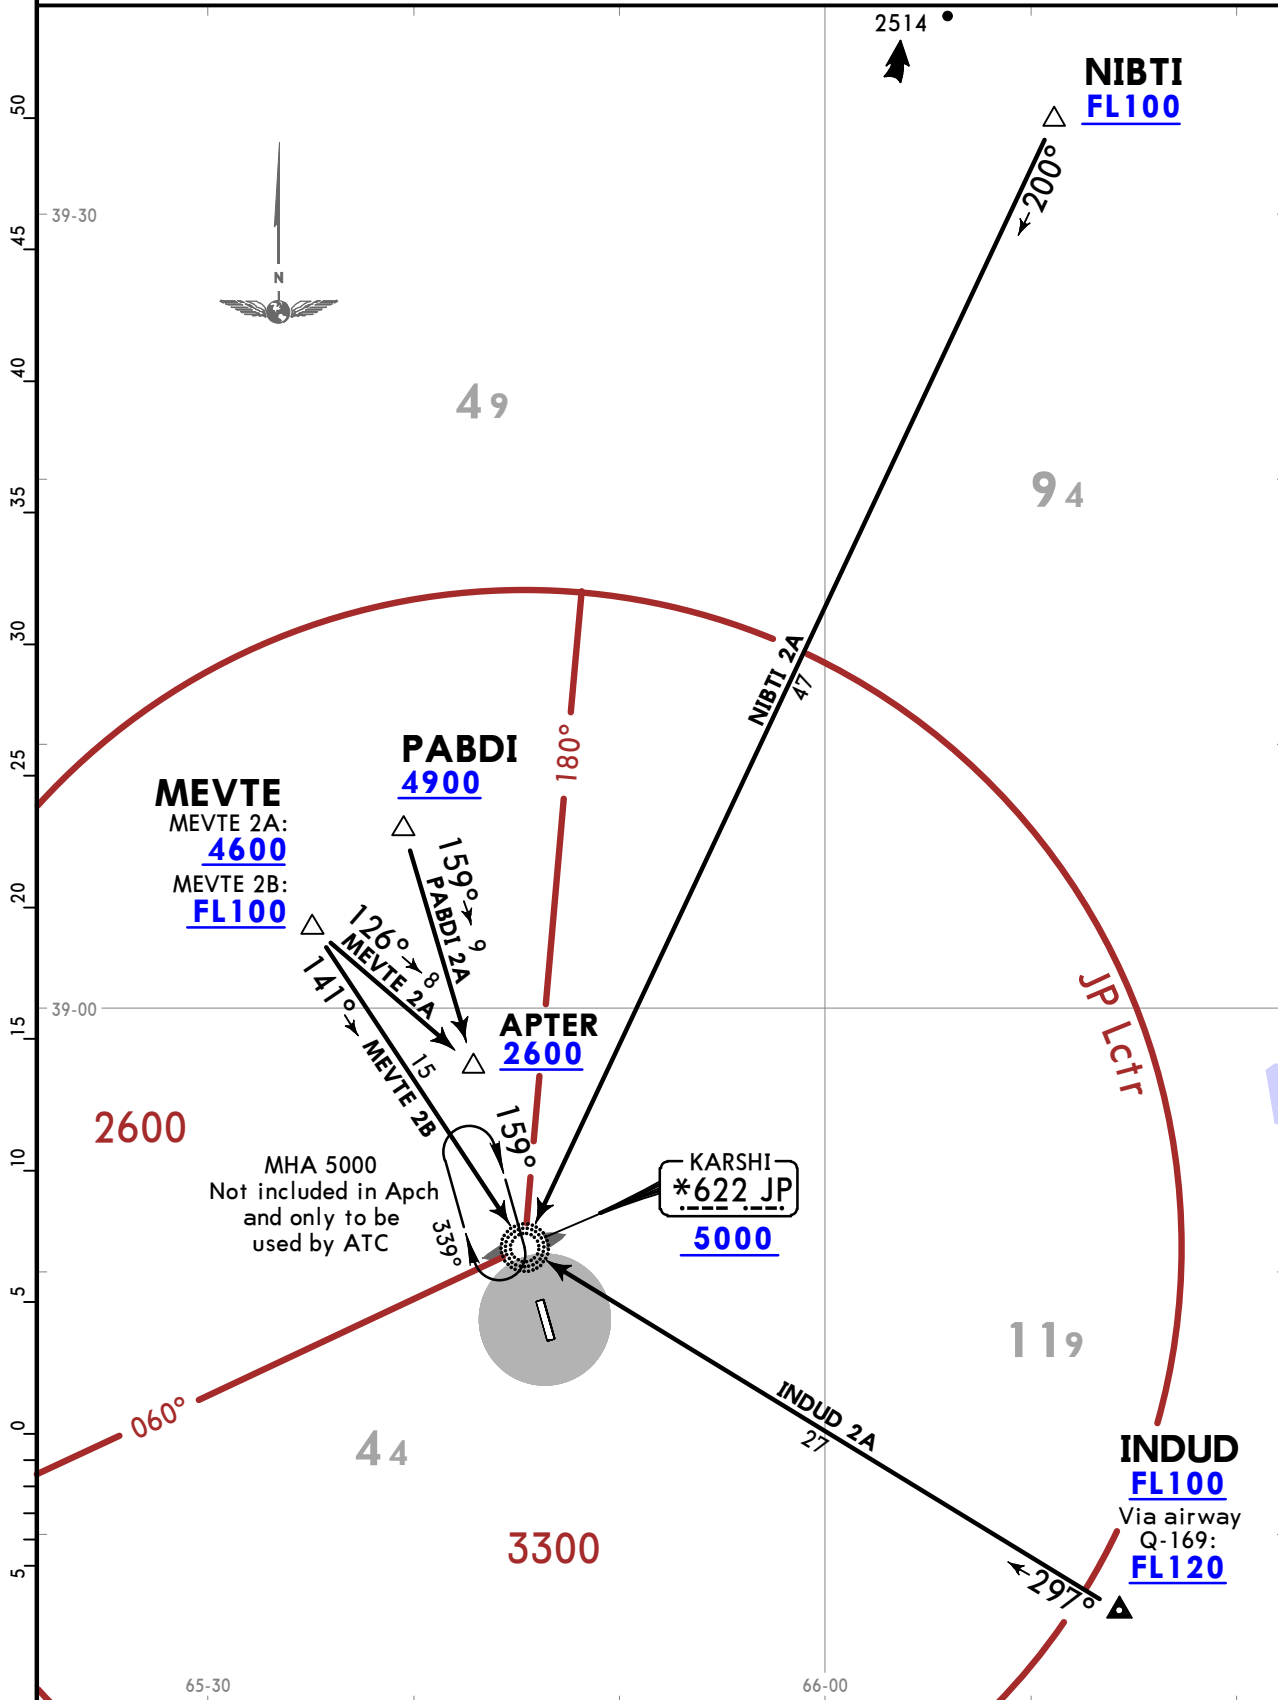 2514
NIBTI
FL100
200°
50
39-30
45
N
40
49
94
35
30
NIBTI 2A
47
180°
25
PABDI
4900
MEVTE
MEVTE 2A:
4600
MEVTE 2B:
FL100
159°
9
PABDI 2A
20
126°
8
MEVTE 2A
141°
15
MEVTE 2B
39-00
15
JP Lctr
APTER
2600
2600
159°
10
MHA 5000
Not included in Apch
and only to be
used by ATC
339°
KARSHI
*622 JP
5000
5
119
060°
INDUD 2A
27
0
44
INDUD
FL100
Via airway
Q-169:
FL120
3300
5
297°
65-30
66-00